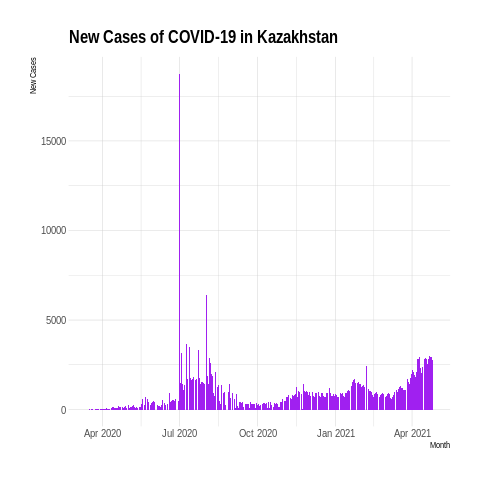 New Cases of COVID-19 in Kazakhstan
New Cases
15000
10000
5000
0
Apr 2020 Jul 2020 Oct 2020 Jan 2021 Apr 2021
Month